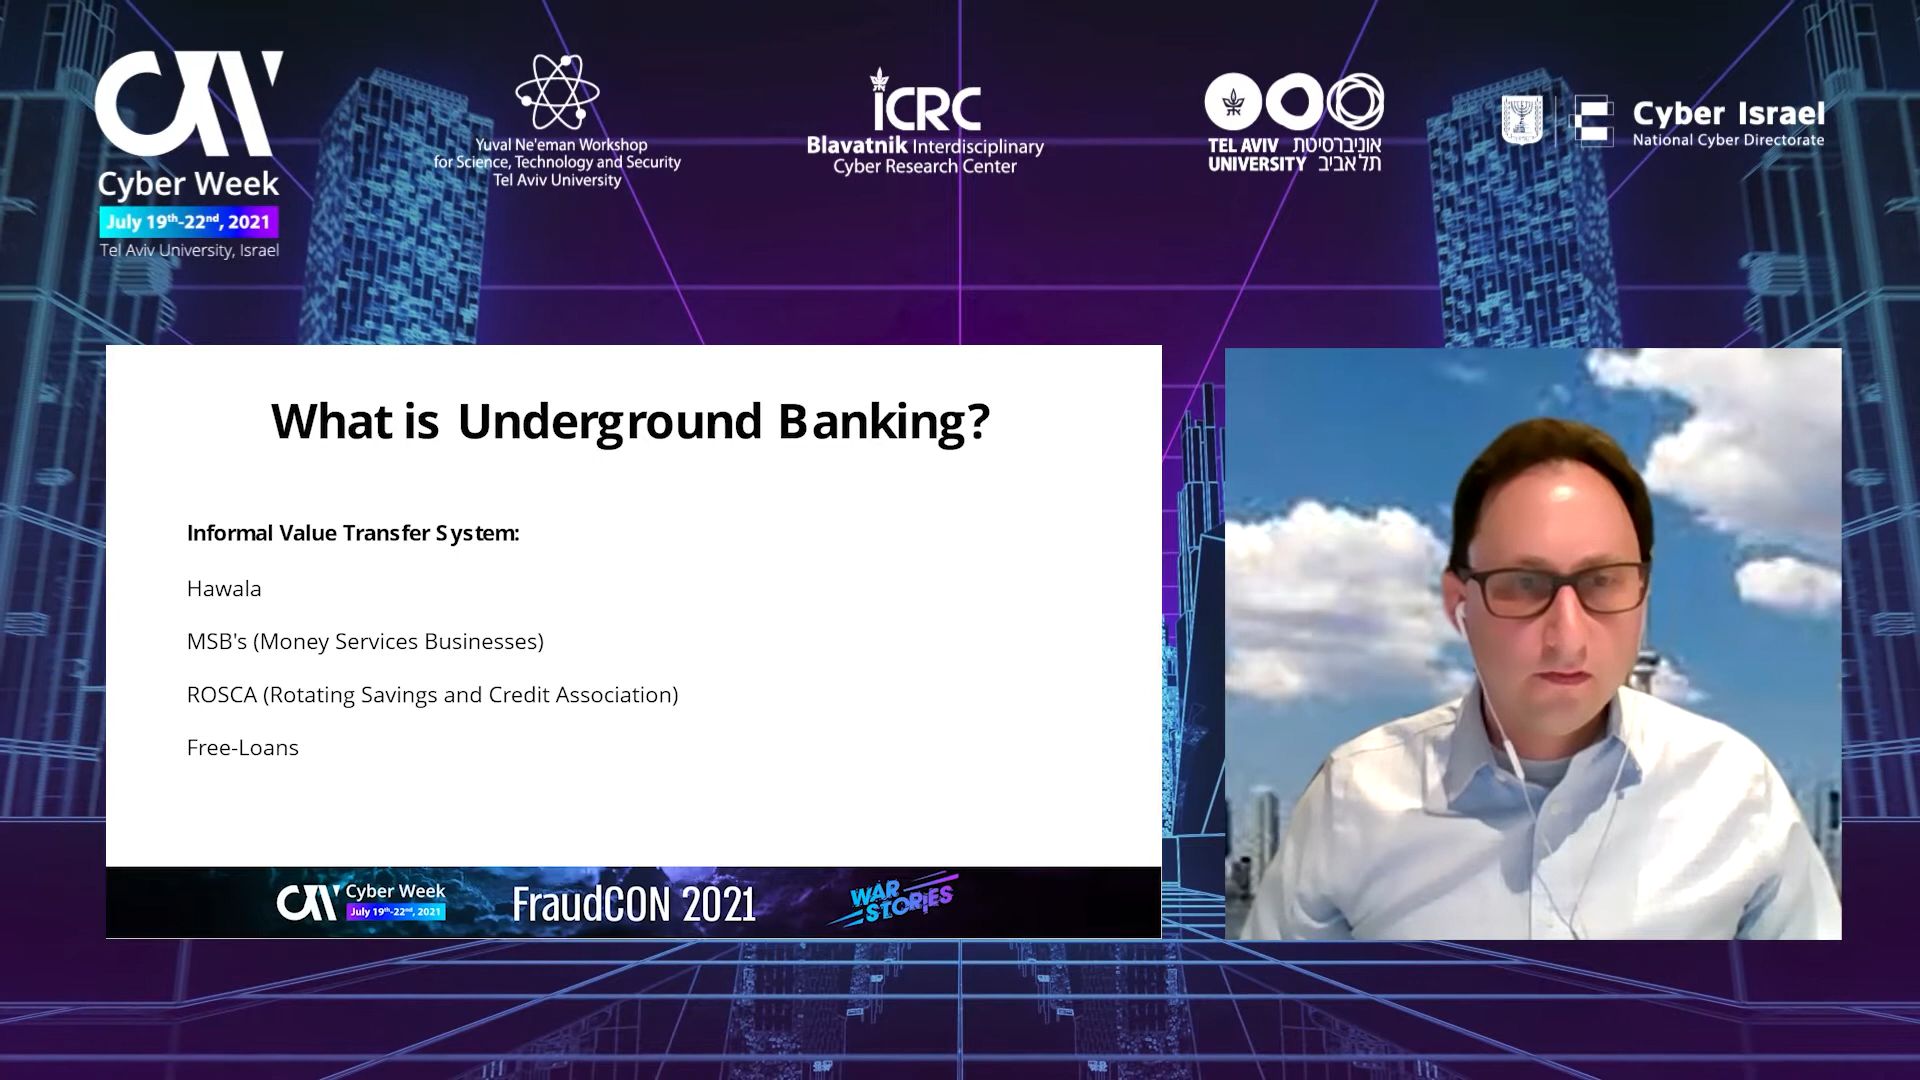 Cyber Week
July 19th-22nd, 2021
Tel Aviv University, Israel
Yuval Ne'eman Workshop
for Science, Technology and Security
Tel Aviv University
ICRC
Blavatnik Interdisciplinary
Cyber Research Center
TEL AVIV אוניברסיטת
UNIVERSITY תל אביב
Cyber Israel
National Cyber Directorate
What is Underground Banking?
Informal Value Transfer System:
Hawala
MSB's (Money Services Businesses)
ROSCA (Rotating Savings and Credit Association)
Free-Loans
Cyber Week
July 19th-22nd, 2021
FraudCON 2021
WAR
STORIES